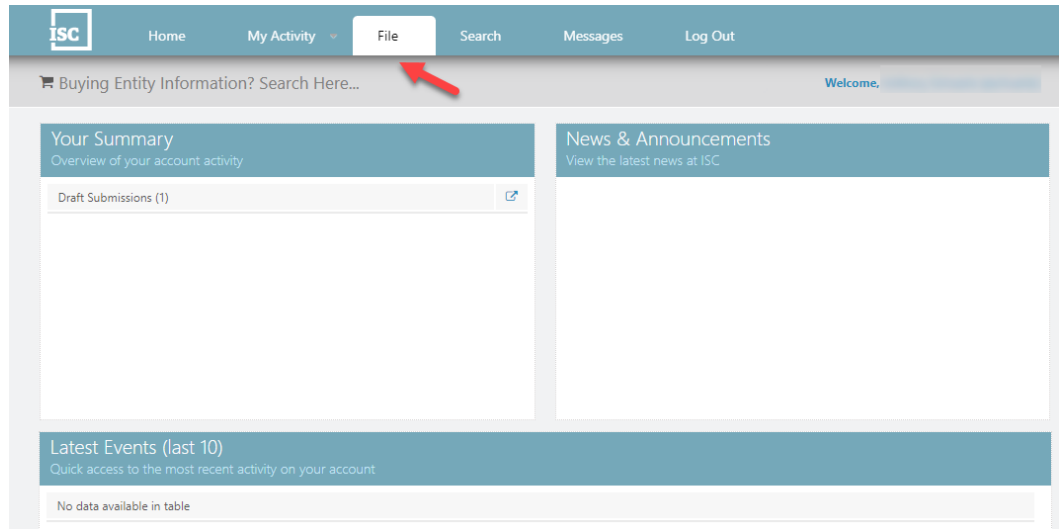 ISC
Home My Activity File Search Messages Log Out
Buying Entity Information? Search Here...
Welcome,
Your Summary
Overview of your account activity
Draft Submissions (1)
News & Announcements
View the latest news at ISC
Latest Events (last 10)
Quick access to the most recent activity on your account
No data available in table